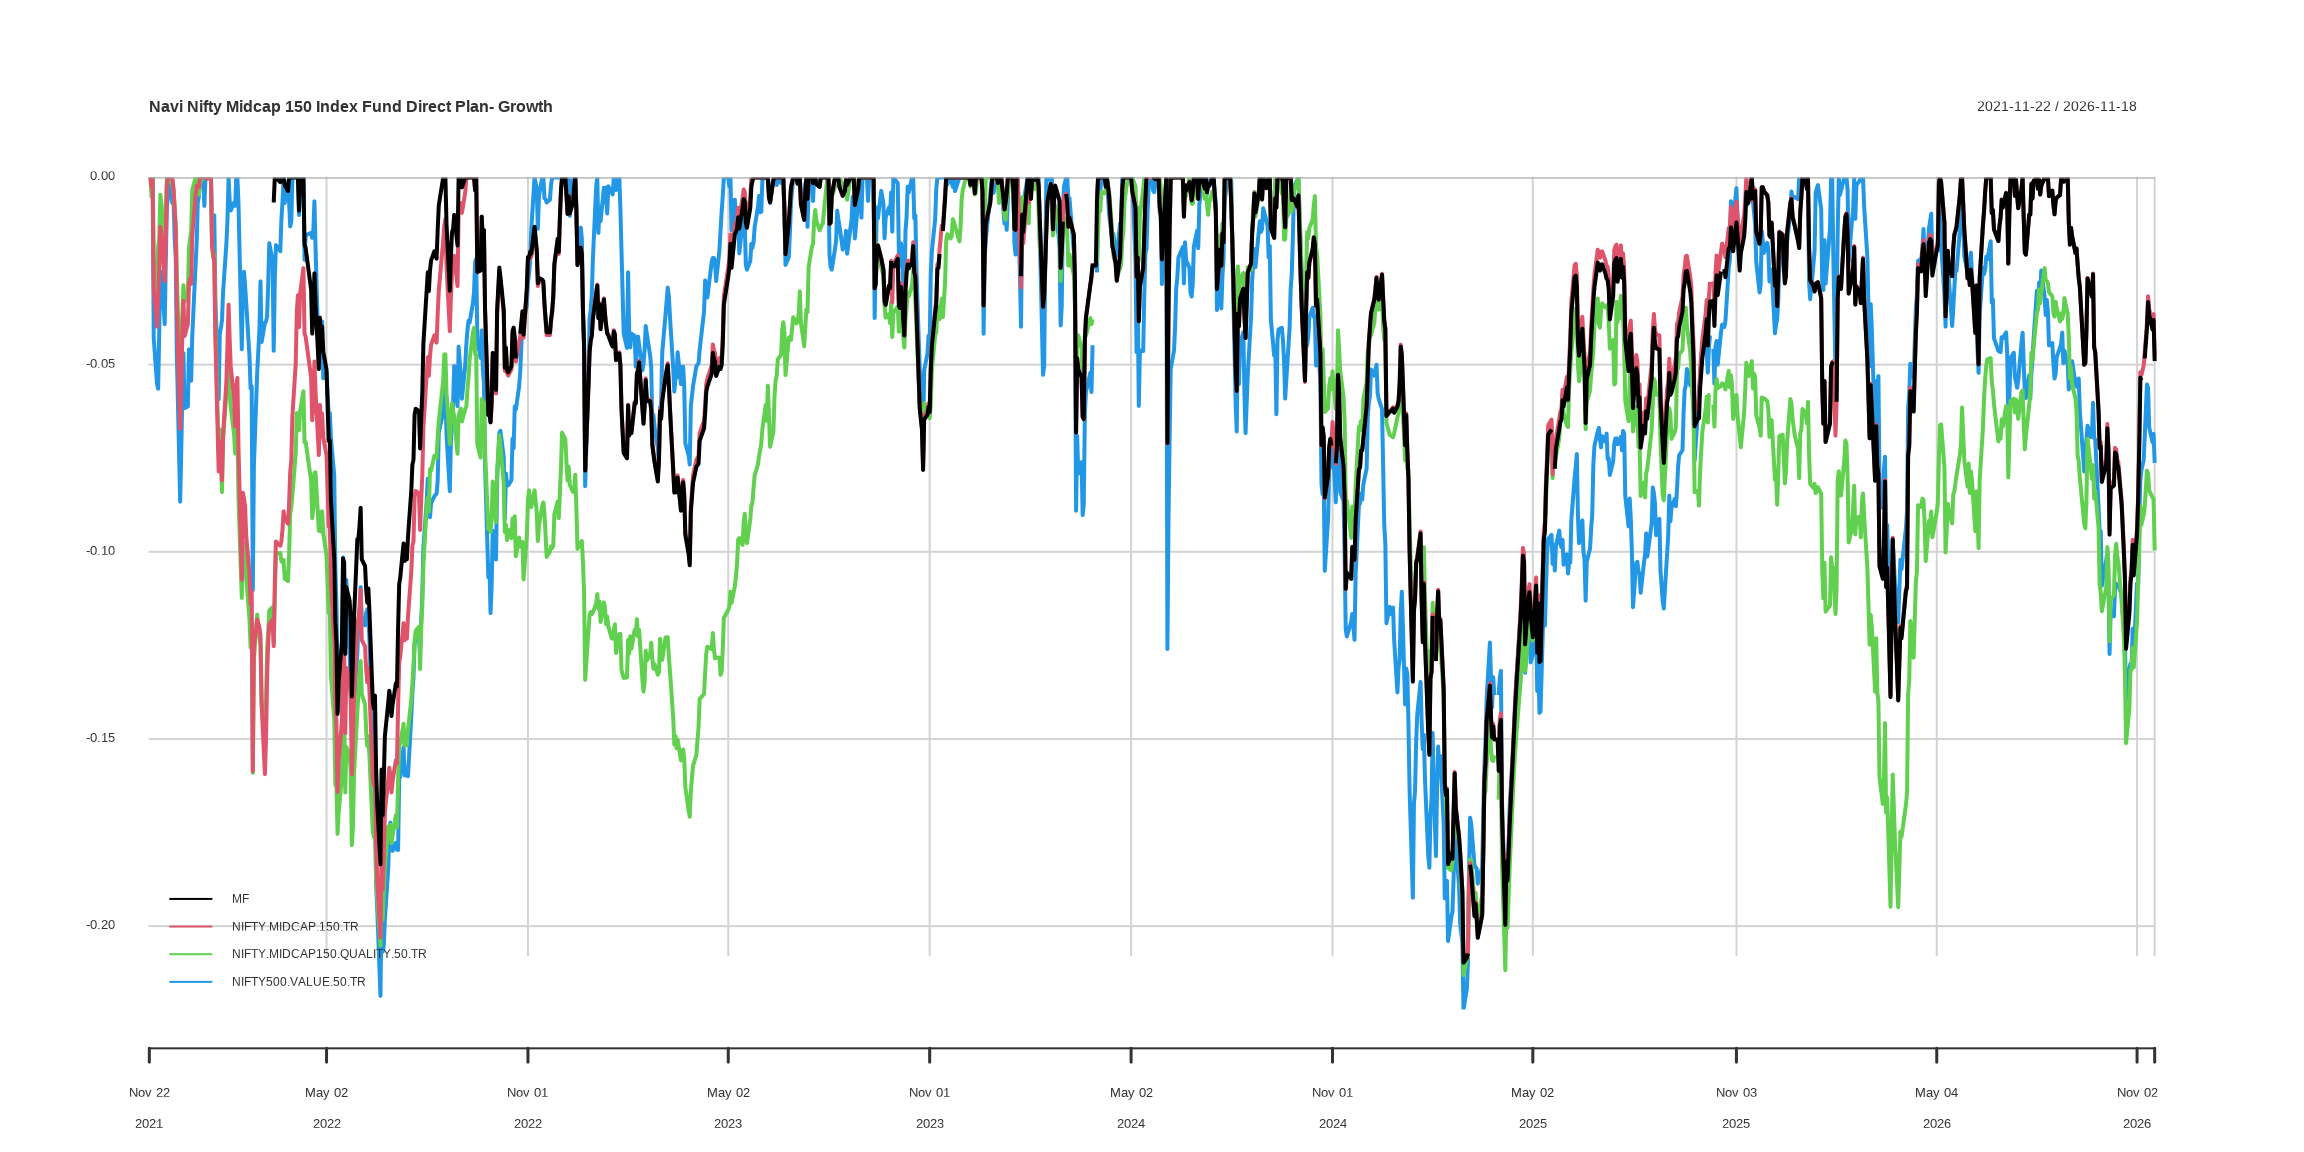 Navi Nifty Midcap 150 Index Fund Direct Plan- Growth
2021-11-22 / 2026-11-18
0.00
-0.05
-0.10
-0.15
-0.20
MF
NIFTY.MIDCAP.150.TR
NIFTY.MIDCAP150.QUALITY.50.TR
NIFTY500.VALUE.50.TR
Nov 22 May 02 Nov 01 May 02 Nov 01 May 02 Nov 01 May 02 Nov 03 May 04 Nov 02
2021 2022 2022 2023 2023 2024 2024 2025 2025 2026 2026